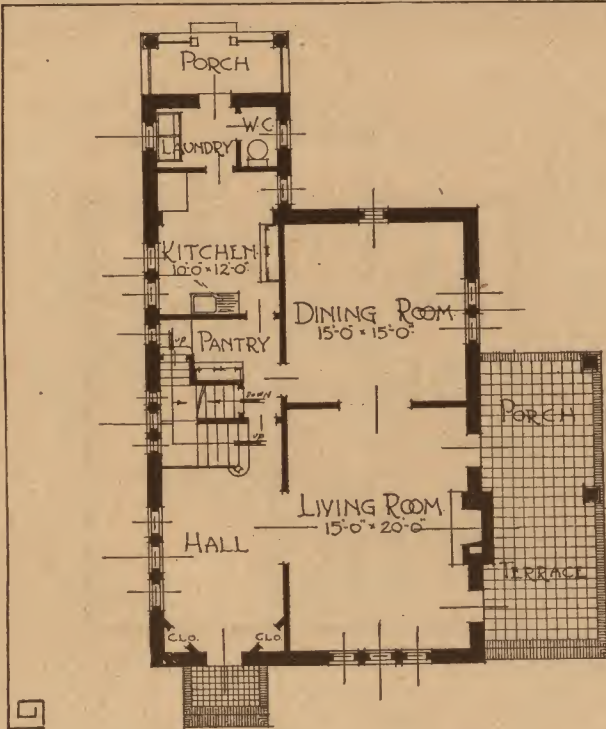 PORCH
W.C.
LAUNDRY
KITCHEN
10'-0" x 12'-0"
DINING ROOM
15'-0" x 15'-0"
PANTRY
UP
DOWN
UP
PORCH
LIVING ROOM
15'-0" x 20'-0"
HALL
TERRACE
CLO.
CLO.